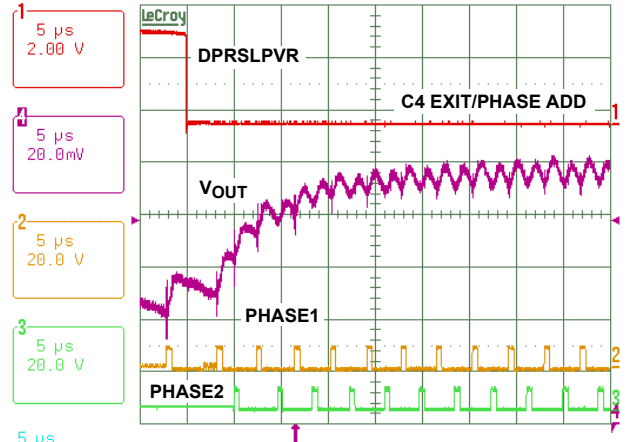 1
5 µs
2.00 V
LeCroy
DPRSLPVR
C4 EXIT/PHASE ADD
1
4
5 µs
20.0mV
VOUT
2
5 µs
20.0 V
PHASE1
2
3
5 µs
20.0 V
PHASE2
3
4
5 µs